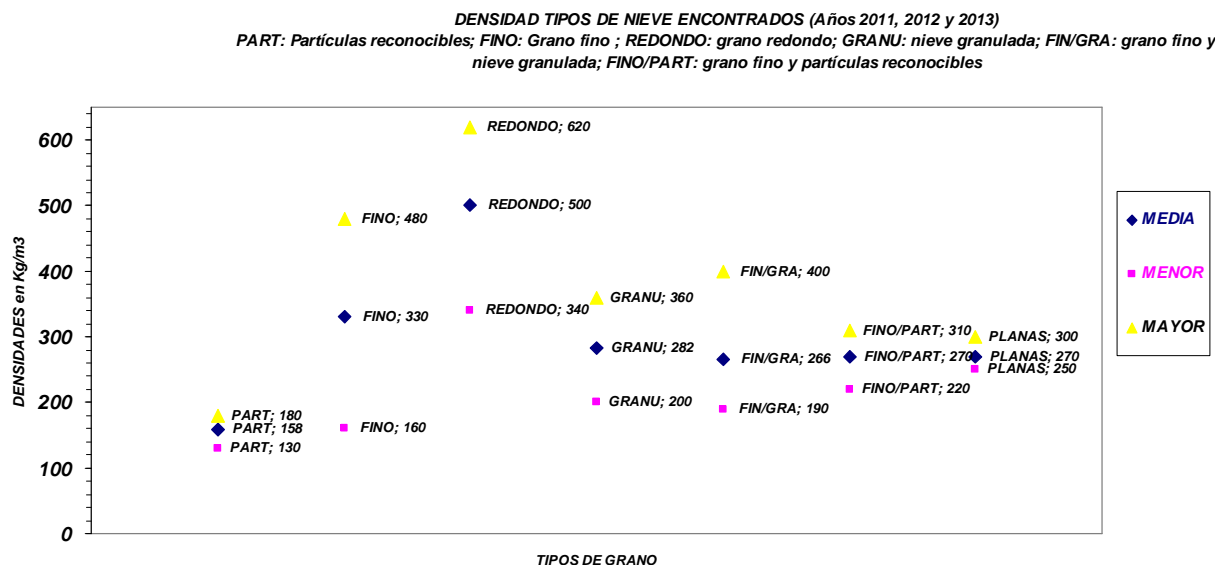 DENSIDAD TIPOS DE NIEVE ENCONTRADOS (Años 2011, 2012 y 2013)
PART: Partículas reconocibles; FINO: Grano fino ; REDONDO: grano redondo; GRANU: nieve granulada; FIN/GRA: grano fino y
nieve granulada; FINO/PART: grano fino y partículas reconocibles
DENSIDADES en Kg/m3
600
500
400
300
200
100
0
PART; 180
PART; 158
PART; 130
FINO; 480
FINO; 330
FINO; 160
REDONDO; 620
REDONDO; 500
REDONDO; 340
GRANU; 360
GRANU; 282
GRANU; 200
FIN/GRA; 400
FIN/GRA; 266
FIN/GRA; 190
FINO/PART; 310
FINO/PART; 270
FINO/PART; 220
PLANAS; 300
PLANAS; 270
PLANAS; 250
TIPOS DE GRANO
MEDIA
MENOR
MAYOR